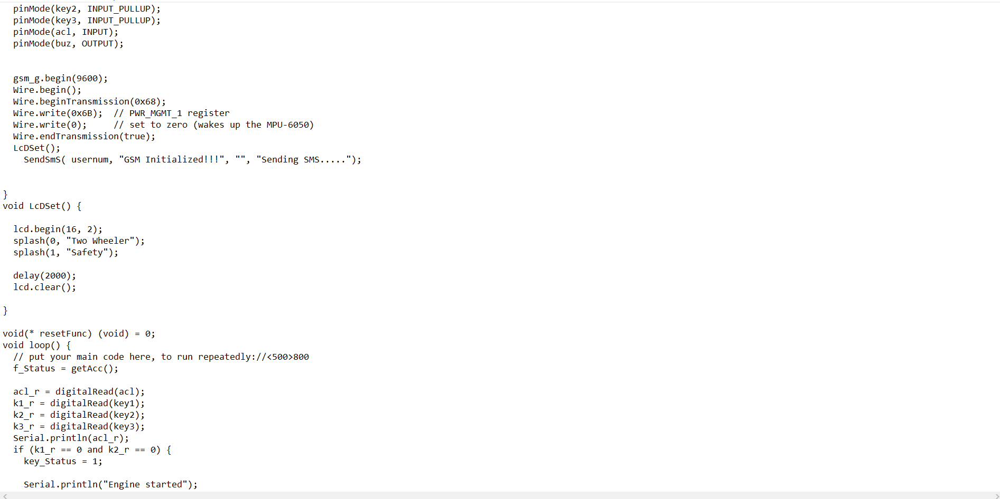 pinMode(key2, INPUT_PULLUP);
pinMode(key3, INPUT_PULLUP);
pinMode(acl, INPUT);
pinMode(buz, OUTPUT);
gsm_g.begin(9600);
Wire.begin();
Wire.beginTransmission(0x68);
Wire.write(0x6B);  // PWR_MGMT_1 register
Wire.write(0);     // set to zero (wakes up the MPU-6050)
Wire.endTransmission(true);
LcDSet();
SendSmS( usernum, "GSM Initialized!!!", "", "Sending SMS.....");
}
void LcDSet() {
lcd.begin(16, 2);
splash(0, "Two Wheeler");
splash(1, "Safety");
delay(2000);
lcd.clear();
}
void(* resetFunc) (void) = 0;
void loop() {
// put your main code here, to run repeatedly://<500>800
f_Status = getAcc();
acl_r = digitalRead(acl);
k1_r = digitalRead(key1);
k2_r = digitalRead(key2);
k3_r = digitalRead(key3);
Serial.println(acl_r);
if (k1_r == 0 and k2_r == 0) {
key_Status = 1;
Serial.println("Engine started");